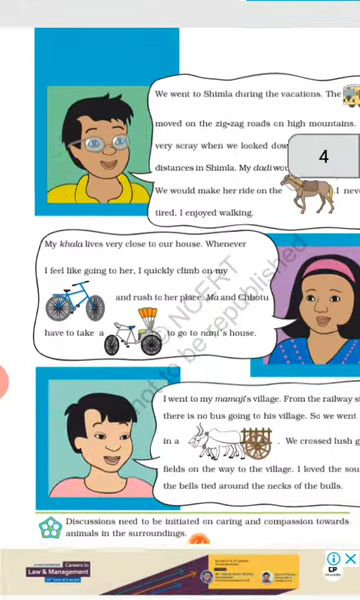 We went to Shimla during the vacations. The
moved on the zig-zag roads on high mountains.
very scray when we looked dow
4
distances in Shimla. My dadi wou
We would make her ride on the . I nev
tired, I enjoyed walking.
My khala lives very close to our house. Whenever
I feel like going to her, I quickly climb on my
and rush to her place. Ma and Chhotu
have to take a to go to nani's house.
© NCERT
not to be republished
I went to my mamaji's village. From the railway st
there is no bus going to his village. So we went
in a . We crossed lush g
fields on the way to the village. I loved the sou
the bells tied around the necks of the bulls.
Discussions need to be initiated on caring and compassion towards
animals in the surroundings.
Careers in
Law & Management
CP